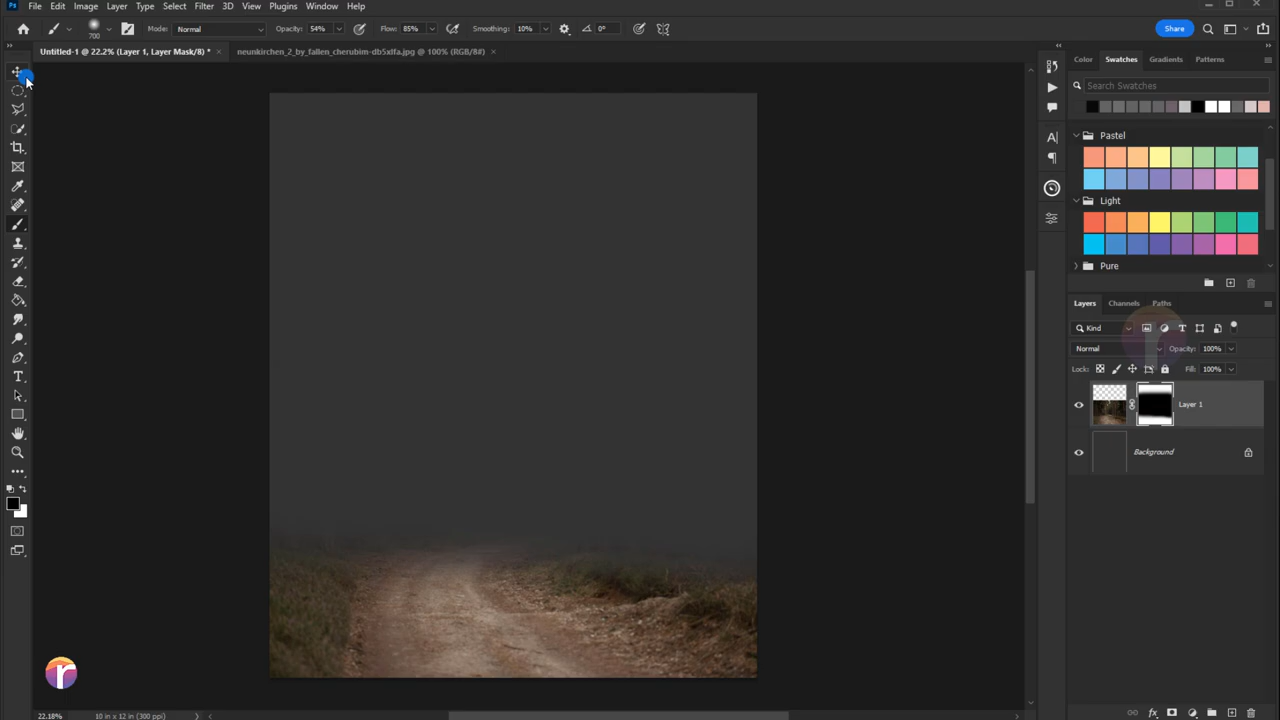 Ps File Edit Image Layer Type Select Filter 3D View Plugins Window Help
700 Mode: Normal Opacity: 54% Flow: 85% Smoothing: 10% 0° Share
Untitled-1 @ 22.2% (Layer 1, Layer Mask/8) * × neunkirchen_2_by_fallen_cherubim-db5xlfa.jpg @ 100% (RGB/8#) ×
Color Swatches Gradients Patterns
Search Swatches
Pastel
Light
Pure
Layers Channels Paths
Kind
Normal Opacity: 100%
Lock: Fill: 100%
Layer 1
Background
22.18% 10 in x 12 in (300 ppi)